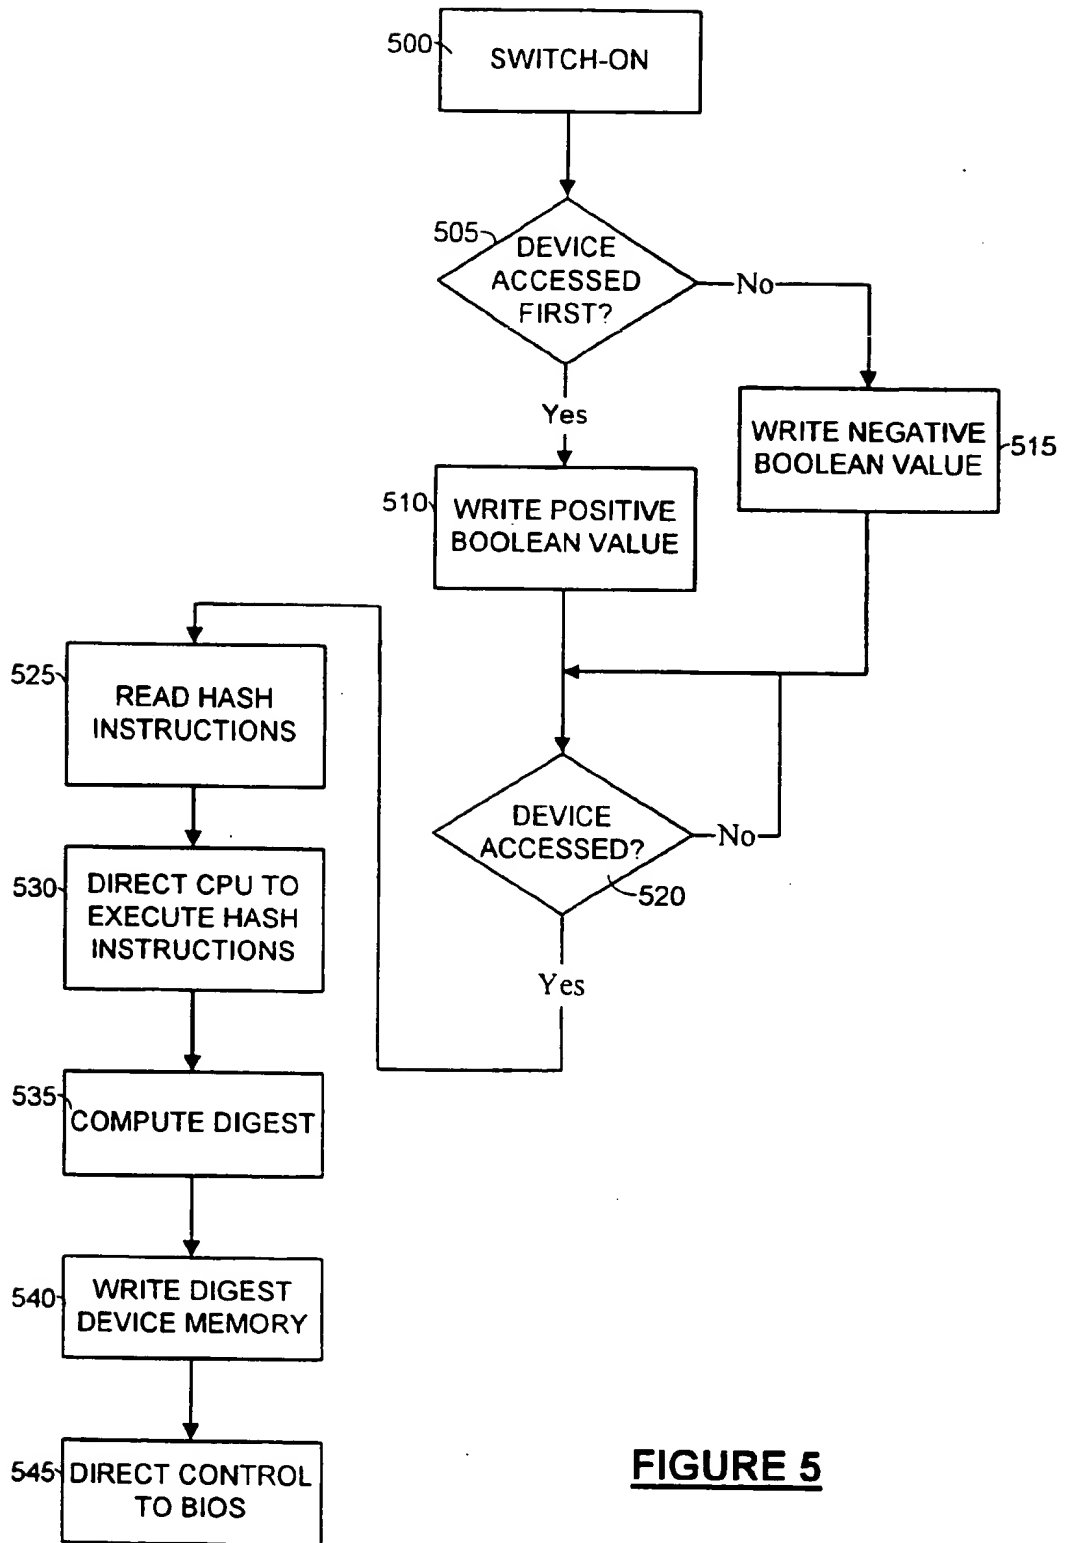 500
SWITCH-ON
505
DEVICE
ACCESSED
FIRST?
No
Yes
510
WRITE POSITIVE
BOOLEAN VALUE
WRITE NEGATIVE
BOOLEAN VALUE
515
DEVICE
ACCESSED?
520
No
Yes
525
READ HASH
INSTRUCTIONS
530
DIRECT CPU TO
EXECUTE HASH
INSTRUCTIONS
535
COMPUTE DIGEST
540
WRITE DIGEST
DEVICE MEMORY
545
DIRECT CONTROL
TO BIOS
FIGURE 5